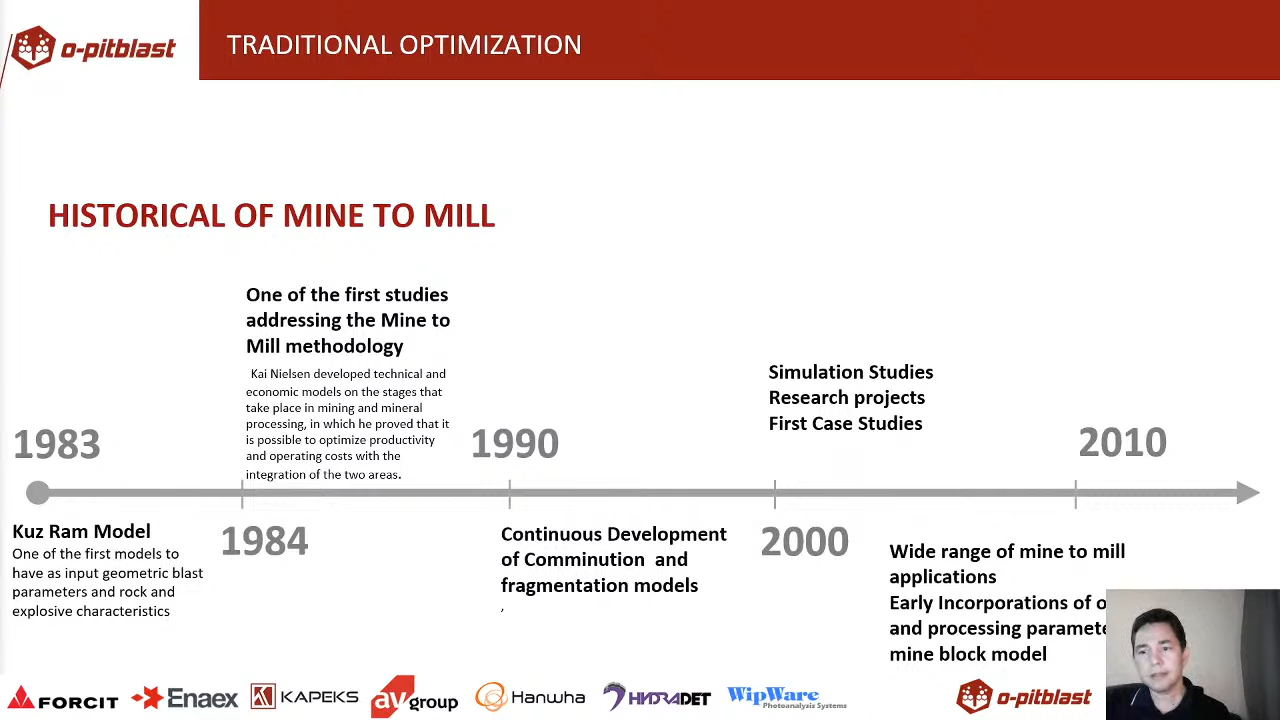 o-pitblast
TRADITIONAL OPTIMIZATION
HISTORICAL OF MINE TO MILL
One of the first studies
addressing the Mine to
Mill methodology
Kai Nielsen developed technical and
economic models on the stages that
take place in mining and mineral
processing, in which he proved that it
is possible to optimize productivity
and operating costs with the
integration of the two areas.
Simulation Studies
Research projects
First Case Studies
1983
1990
2010
Kuz Ram Model
One of the first models to
have as input geometric blast
parameters and rock and
explosive characteristics
1984
Continuous Development
of Comminution and
fragmentation models
,
2000
Wide range of mine to mill
applications
Early Incorporations of
and processing
mine block model
FORCIT
Enaex
KAPEKS
av group
Hanwha
HYDRADET
WipWare
Photoanalysis Systems
o-pitblast